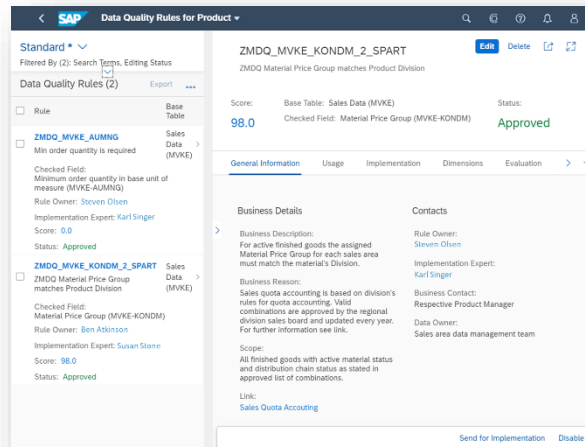 SAP Data Quality Rules for Product
Standard *
Filtered By (2): Search Terms, Editing Status
Data Quality Rules (2) Export ...
Rule Base
Table
ZMDQ_MVKE_AUMNG Sales
Min order quantity is required Data
(MVKE)
Checked Field:
Minimum order quantity in base unit of
measure (MVKE-AUMNG)
Rule Owner: Steven Olsen
Implementation Expert: Karl Singer
Score: 0.0
Status: Approved
ZMDQ_MVKE_KONDM_2_SPART Sales
ZMDQ Material Price Group Data
matches Product Division (MVKE)
Checked Field:
Material Price Group (MVKE-KONDM)
Rule Owner: Ben Atkinson
Implementation Expert: Susan Stone
Score: 98.0
Status: Approved
ZMDQ_MVKE_KONDM_2_SPART Edit Delete
ZMDQ Material Price Group matches Product Division
Score: Base Table: Sales Data (MVKE) Status:
98.0 Checked Field: Material Price Group (MVKE-KONDM) Approved
General Information Usage Implementation Dimensions Evaluation
Business Details
Business Description:
For active finished goods the assigned
Material Price Group for each sales area
must match the material's Division.
Business Reason:
Sales quota accounting is based on division's
rules for quota accounting. Valid
combinations are approved by the regional
division sales board and updated every year.
For further information see link.
Scope:
All finished goods with active material status
and distribution chain status as stated in
approved list of combinations.
Link:
Sales Quota Accouting
Contacts
Rule Owner:
Steven Olsen
Implementation Expert:
Karl Singer
Business Contact:
Respective Product Manager
Data Owner:
Sales area data management team
Send for Implementation Disable